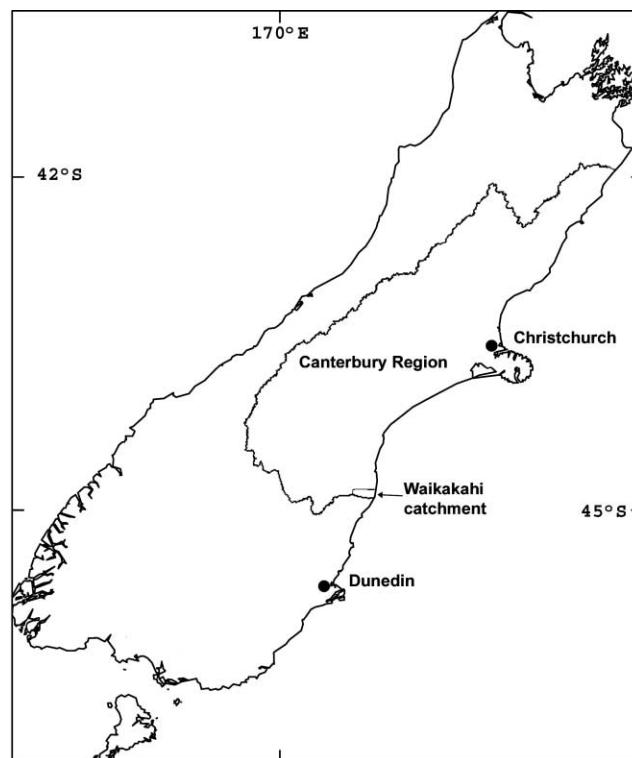 170°E
42°S
Christchurch
Canterbury Region
Waikakahi
catchment
45°S
Dunedin